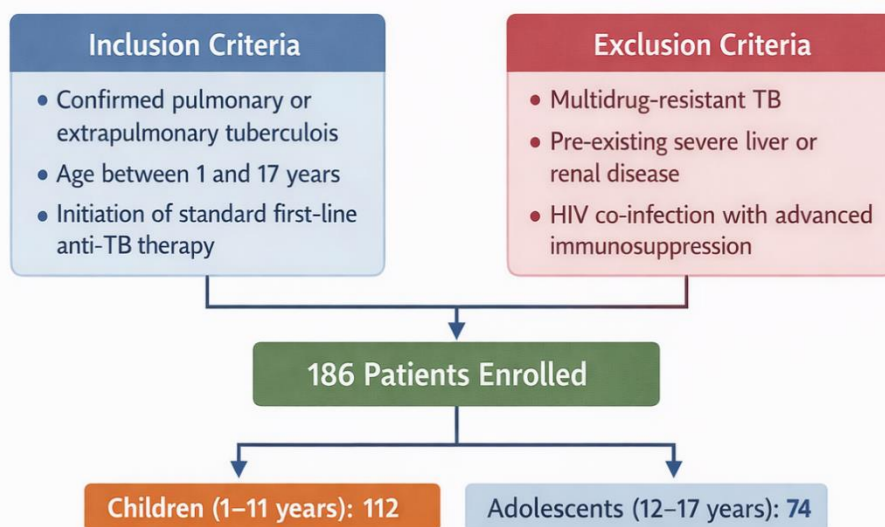 Inclusion Criteria
• Confirmed pulmonary or
extrapulmonary tuberculois
• Age between 1 and 17 years
• Initiation of standard first-line
anti-TB therapy
Exclusion Criteria
• Multidrug-resistant TB
• Pre-existing severe liver or
renal disease
• HIV co-infection with advanced
immunosuppression
186 Patients Enrolled
Children (1–11 years): 112
Adolescents (12–17 years): 74